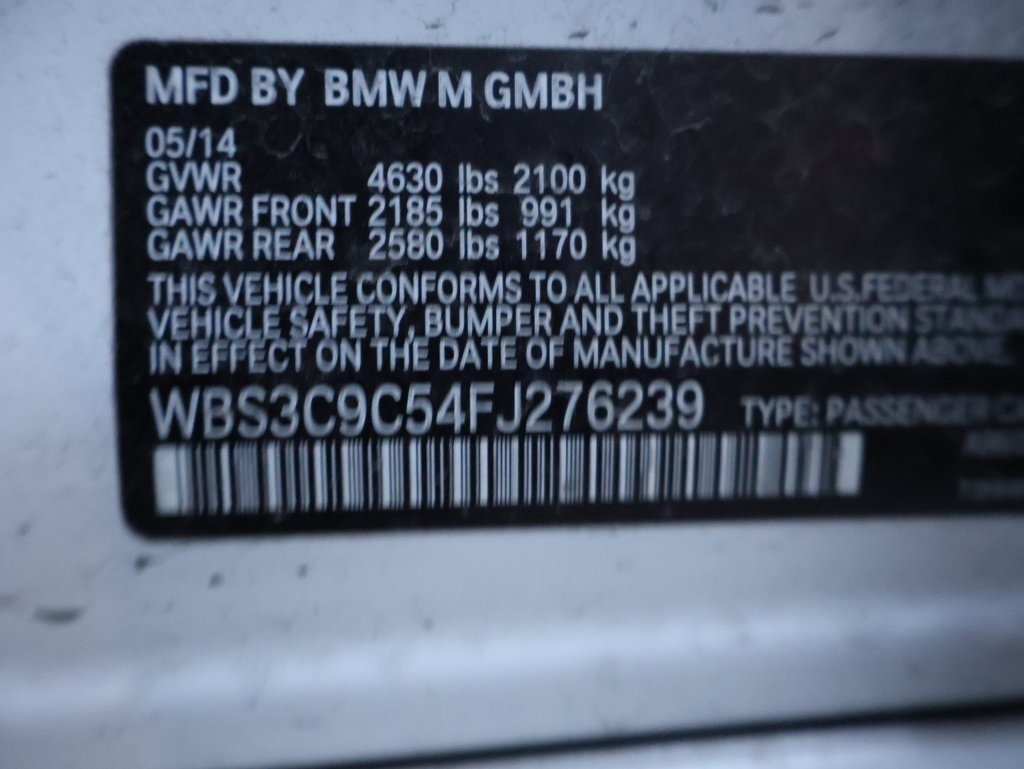 MFD BY BMW M GMBH
05/14
GVWR 4630 lbs 2100 kg
GAWR FRONT 2185 lbs 991 kg
GAWR REAR 2580 lbs 1170 kg
THIS VEHICLE CONFORMS TO ALL APPLICABLE U.S.FEDERAL
VEHICLE SAFETY, BUMPER AND THEFT PREVENTION
IN EFFECT ON THE DATE OF MANUFACTURE SHOWN ABOVE.
WBS3C9C54FJ276239 TYPE: PASSENGER